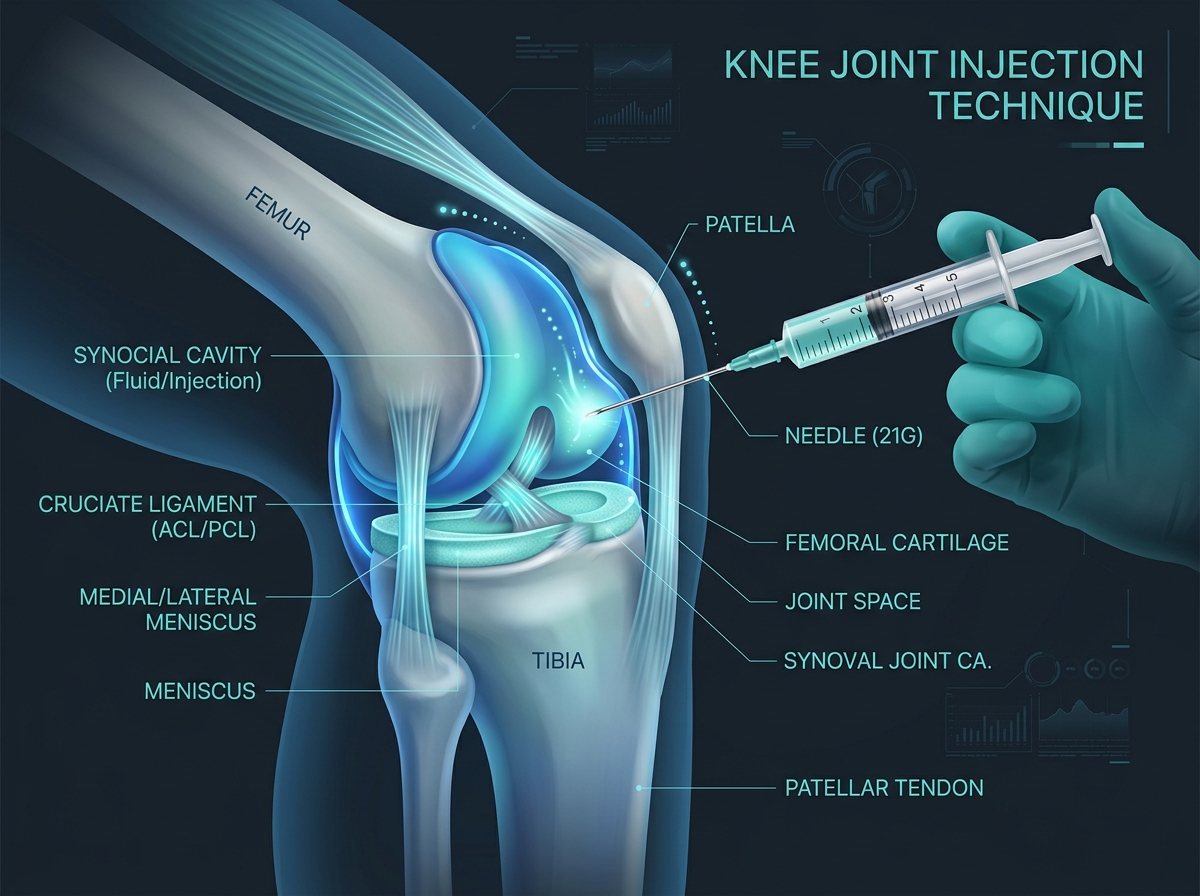 KNEE JOINT INJECTION
TECHNIQUE
FEMUR
PATELLA
1 2 3 4 5
SYNOCIAL CAVITY
(Fluid/Injection)
NEEDLE (21G)
CRUCIATE LIGAMENT
(ACL/PCL)
FEMORAL CARTILAGE
MEDIAL/LATERAL
MENISCUS
JOINT SPACE
TIBIA
SYNOVAL JOINT CA.
MENISCUS
PATELLAR TENDON